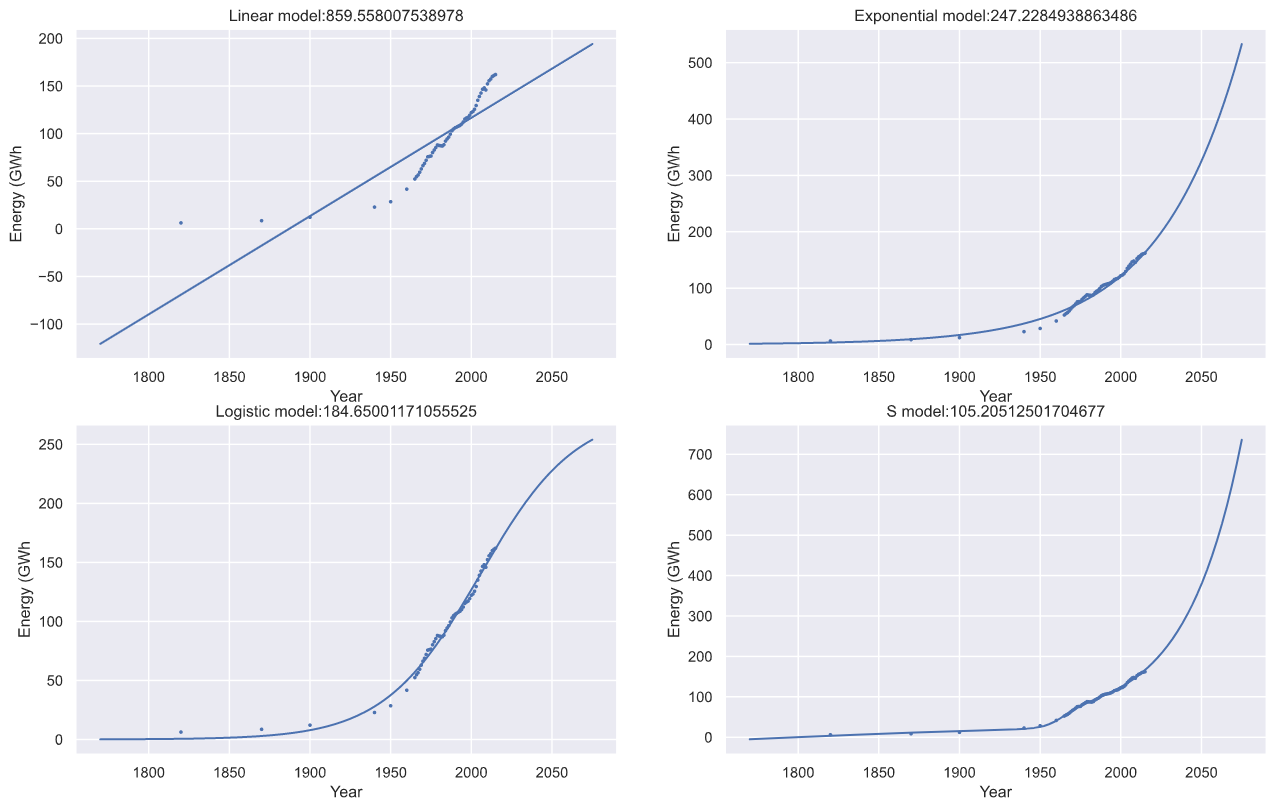 Linear model:859.558007538978
200
150
100
50
0
−50
−100
Energy (GWh
1800 1850 1900 1950 2000 2050
Year
Exponential model:247.2284938863486
500
400
300
200
100
0
Energy (GWh
1800 1850 1900 1950 2000 2050
Year
Logistic model:184.65001171055525
250
200
150
100
50
0
Energy (GWh
1800 1850 1900 1950 2000 2050
Year
S model:105.20512501704677
700
600
500
400
300
200
100
0
Energy (GWh
1800 1850 1900 1950 2000 2050
Year